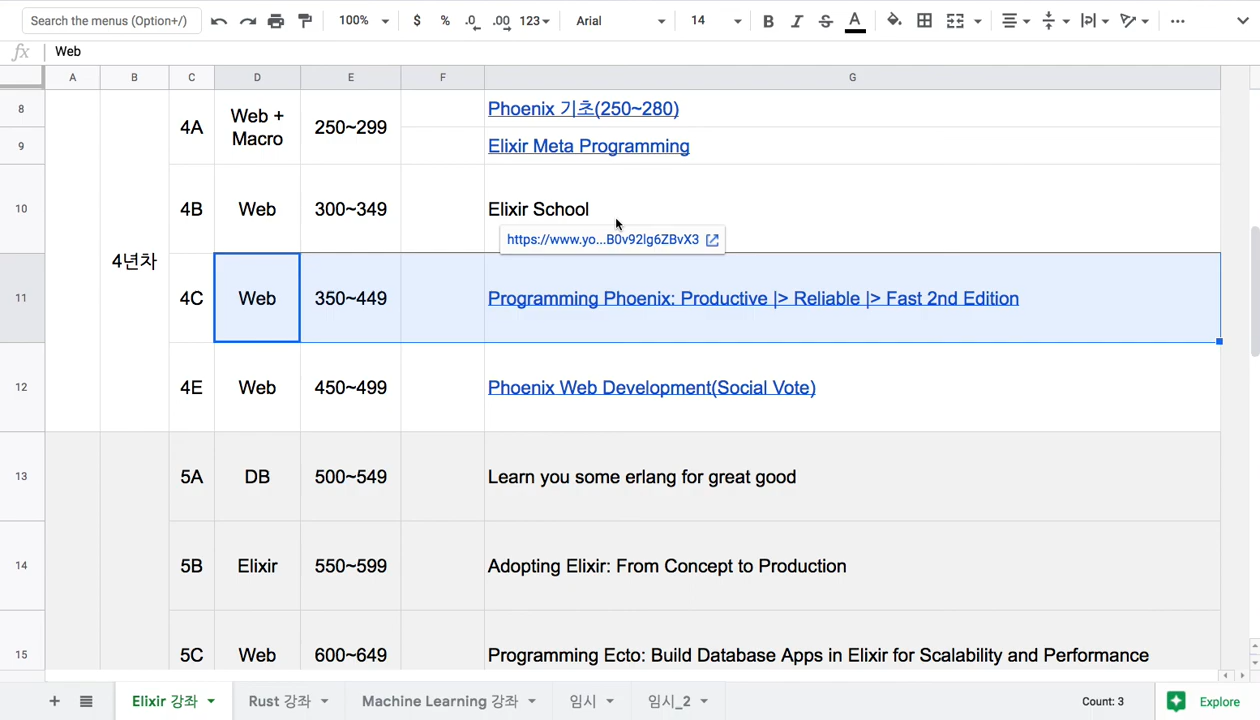 Search the menus (Option+/) 100% $ % .0 .00 123 Arial 14 B I S A
fx Web
A B C D E F G
8 4A Web + Macro 250~299 Phoenix 기초(250~280)
9 Elixir Meta Programming
10 4B Web 300~349 Elixir School
https://www.yo...B0v92lg6ZBvX3
4년차
11 4C Web 350~449 Programming Phoenix: Productive |> Reliable |> Fast 2nd Edition
12 4E Web 450~499 Phoenix Web Development(Social Vote)
13 5A DB 500~549 Learn you some erlang for great good
14 5B Elixir 550~599 Adopting Elixir: From Concept to Production
15 5C Web 600~649 Programming Ecto: Build Database Apps in Elixir for Scalability and Performance
Elixir 강좌 Rust 강좌 Machine Learning 강좌 임시 임시_2 Count: 3 Explore